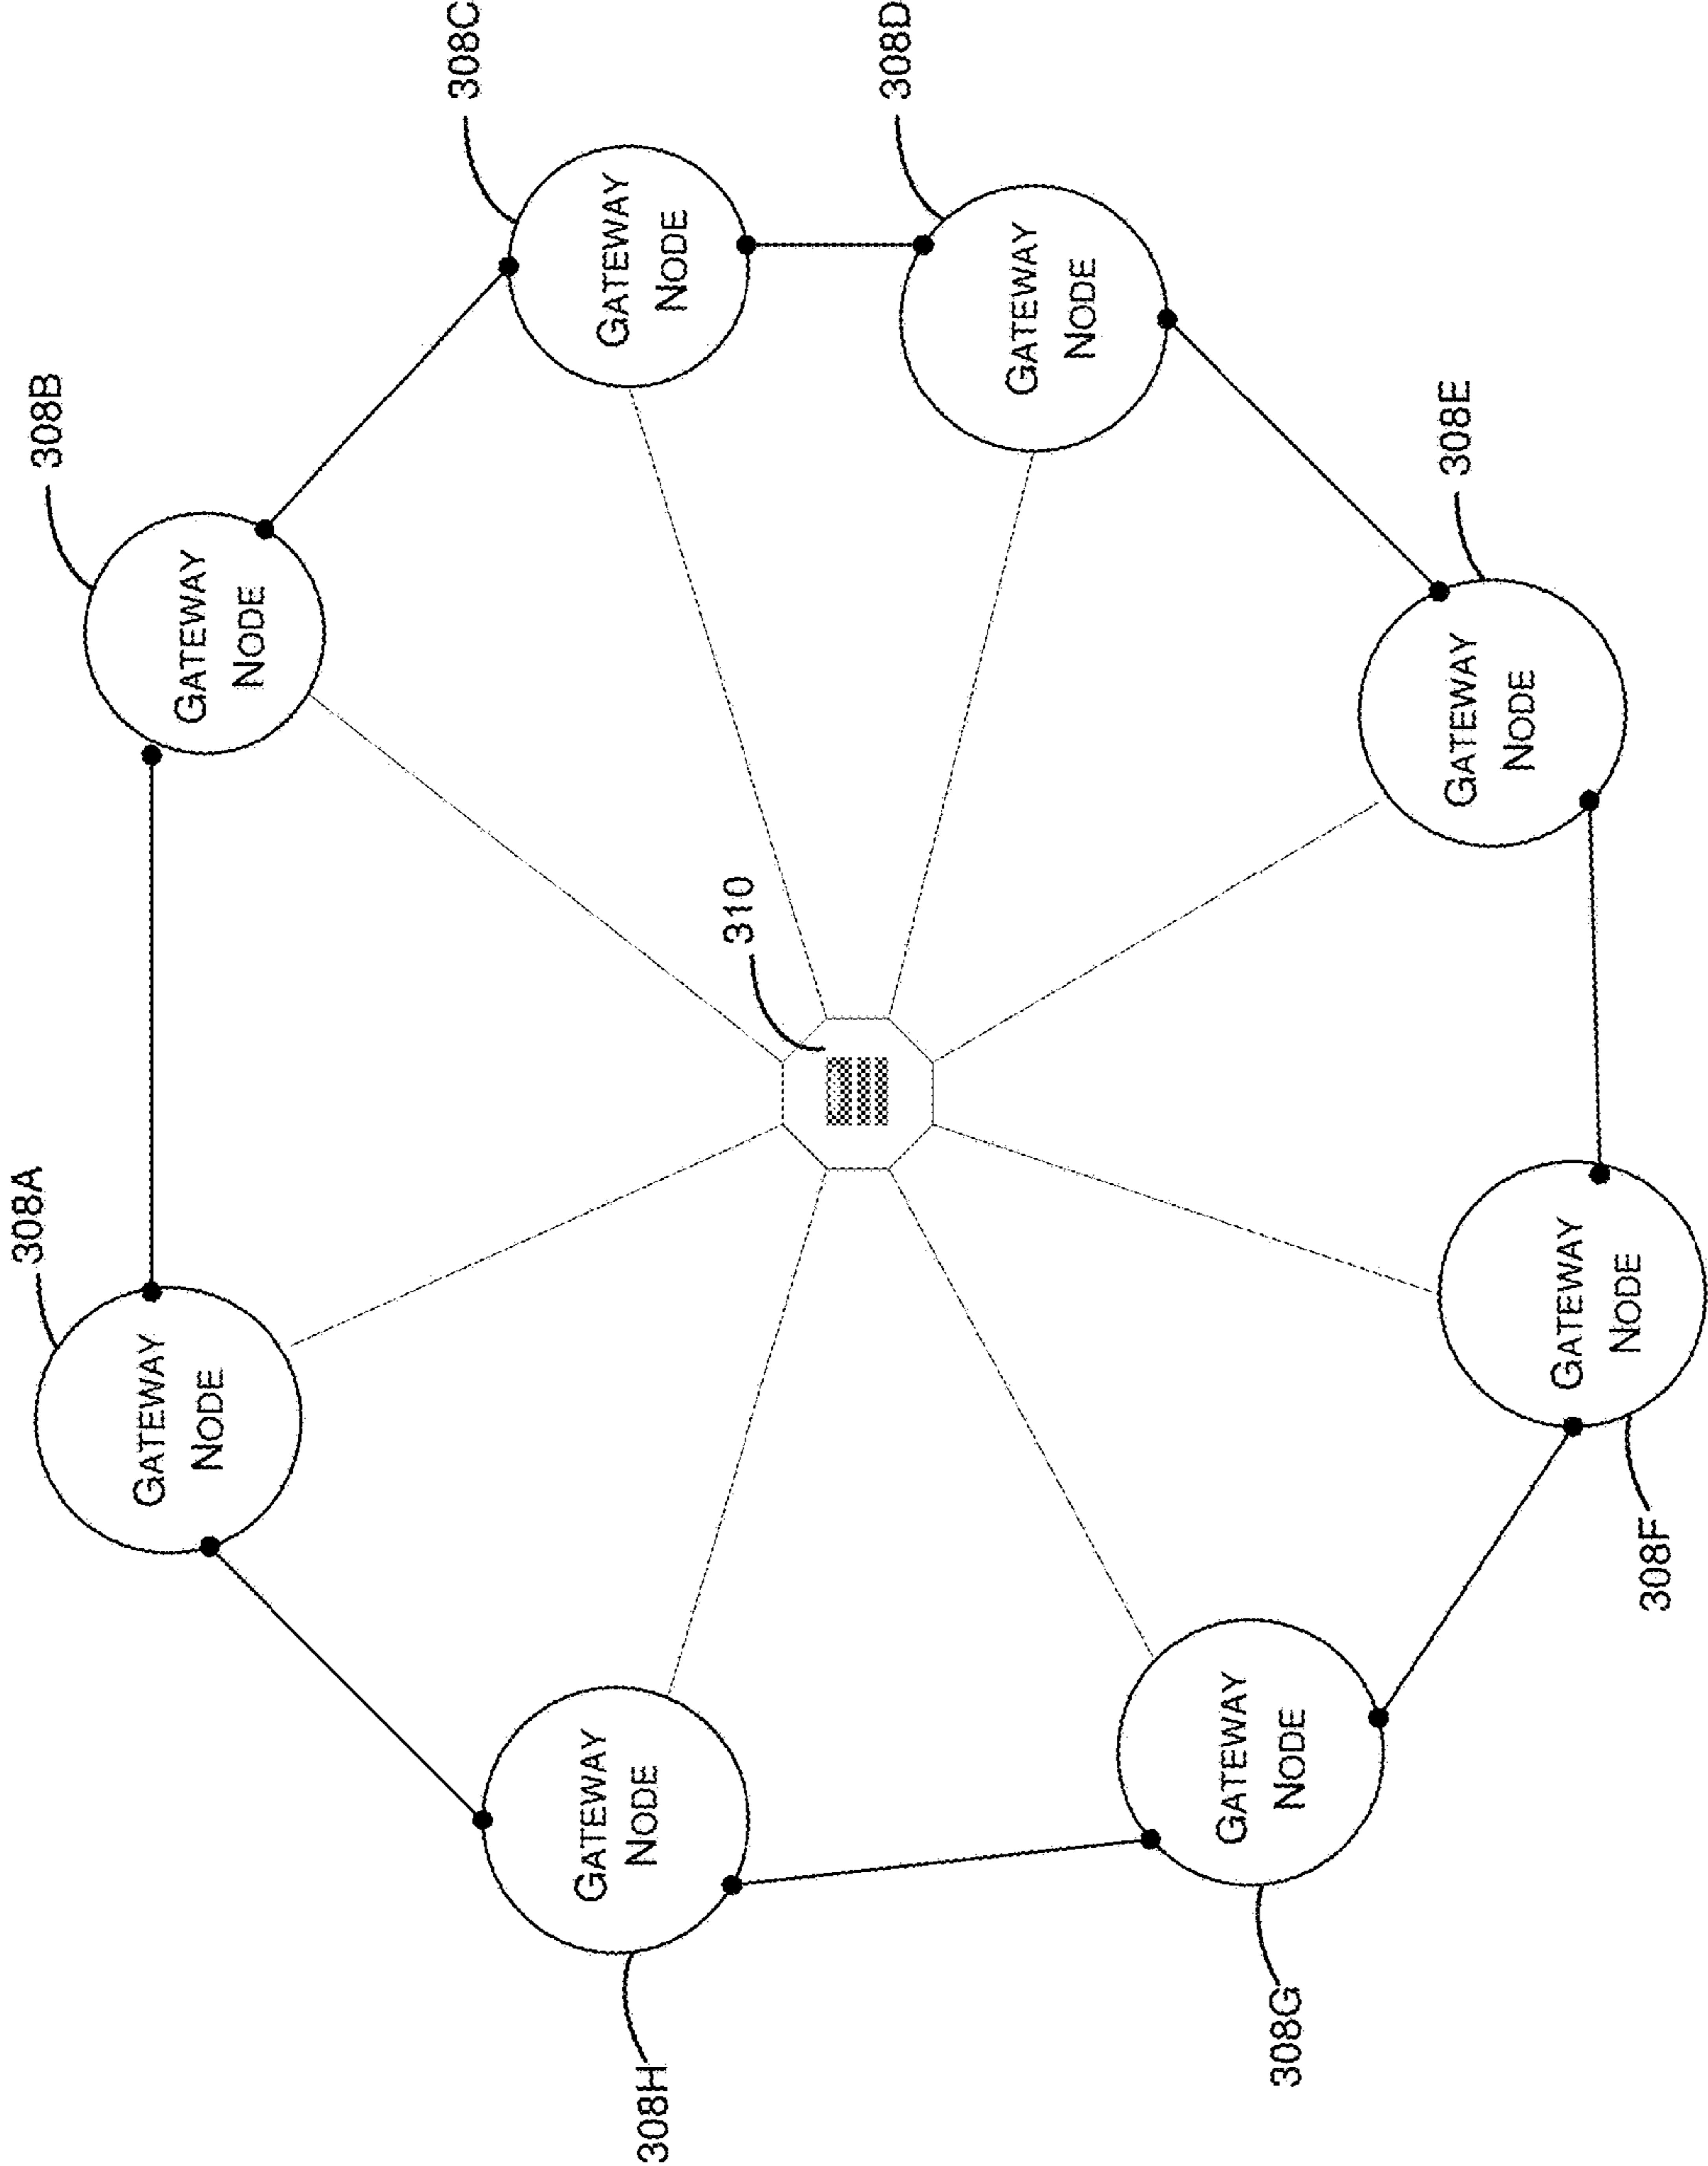 308A
GATEWAY
NODE
308B
GATEWAY
NODE
308C
GATEWAY
NODE
308D
GATEWAY
NODE
308E
GATEWAY
NODE
308F
GATEWAY
NODE
308G
GATEWAY
NODE
308H
GATEWAY
NODE
310